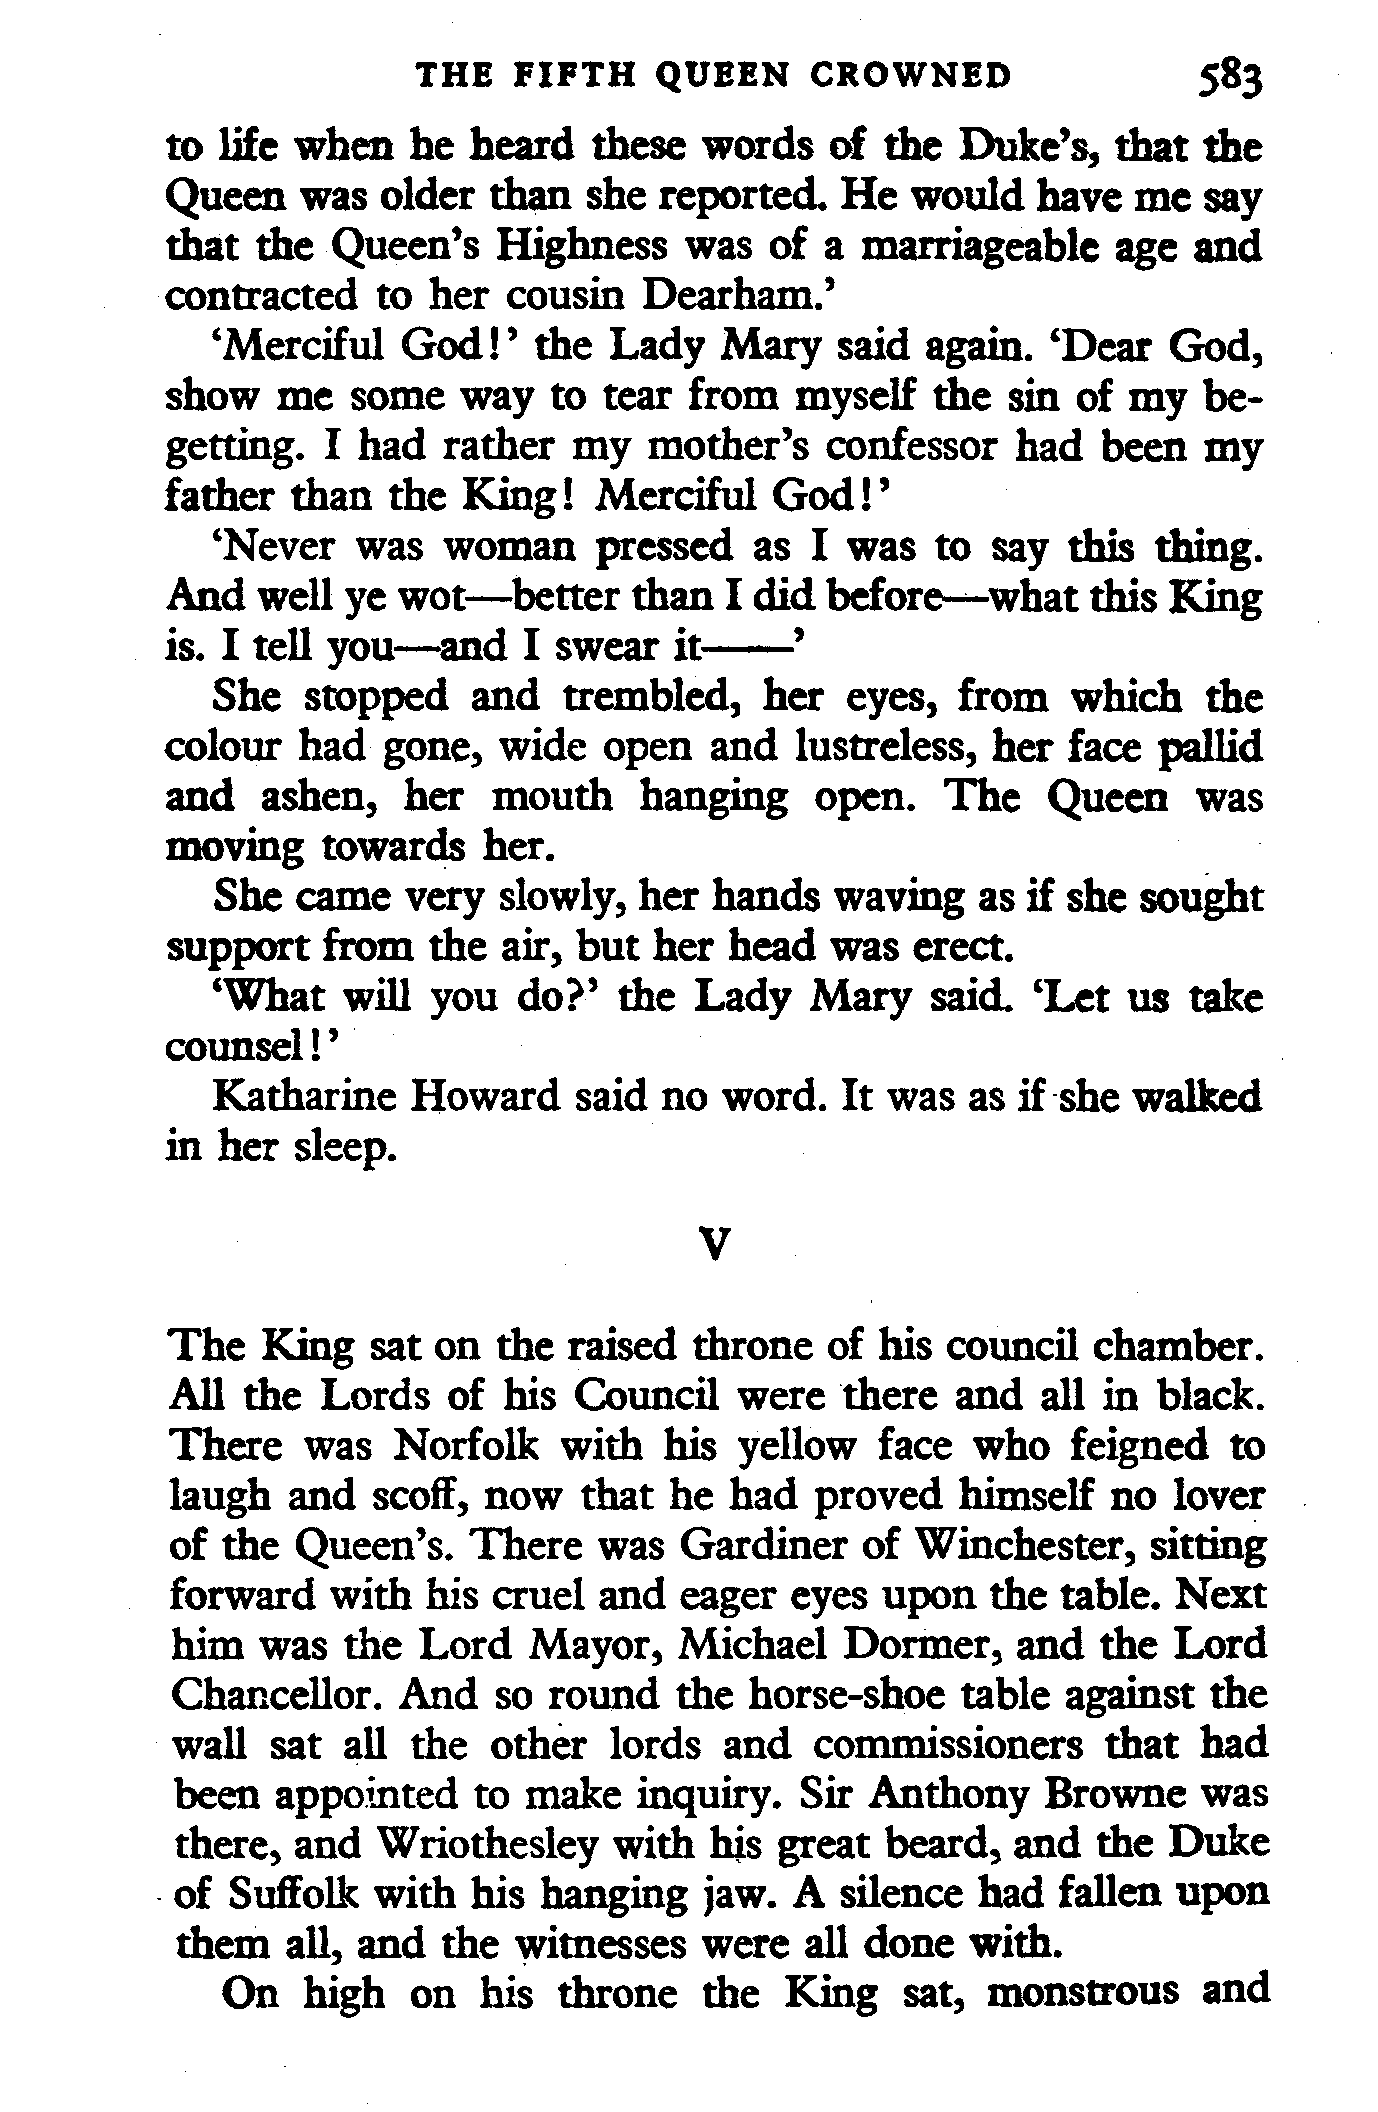 THE FIFTH QUEEN CROWNED 583
to life when he heard these words of the Duke’s, that the
Queen was older than she reported. He would have me say
that the Queen’s Highness was of a marriageable age and
contracted to her cousin Dearham.’
‘Merciful God!’ the Lady Mary said again. ‘Dear God,
show me some way to tear from myself the sin of my be-
getting. I had rather my mother’s confessor had been my
father than the King! Merciful God!’
‘Never was woman pressed as I was to say this thing.
And well ye wot—better than I did before—what this King
is. I tell you—and I swear it——’
She stopped and trembled, her eyes, from which the
colour had gone, wide open and lustreless, her face pallid
and ashen, her mouth hanging open. The Queen was
moving towards her.
She came very slowly, her hands waving as if she sought
support from the air, but her head was erect.
‘What will you do?’ the Lady Mary said. ‘Let us take
counsel!’
Katharine Howard said no word. It was as if she walked
in her sleep.
V
The King sat on the raised throne of his council chamber.
All the Lords of his Council were there and all in black.
There was Norfolk with his yellow face who feigned to
laugh and scoff, now that he had proved himself no lover
of the Queen’s. There was Gardiner of Winchester, sitting
forward with his cruel and eager eyes upon the table. Next
him was the Lord Mayor, Michael Dormer, and the Lord
Chancellor. And so round the horse-shoe table against the
wall sat all the other lords and commissioners that had
been appointed to make inquiry. Sir Anthony Browne was
there, and Wriothesley with his great beard, and the Duke
of Suffolk with his hanging jaw. A silence had fallen upon
them all, and the witnesses were all done with.
On high on his throne the King sat, monstrous and